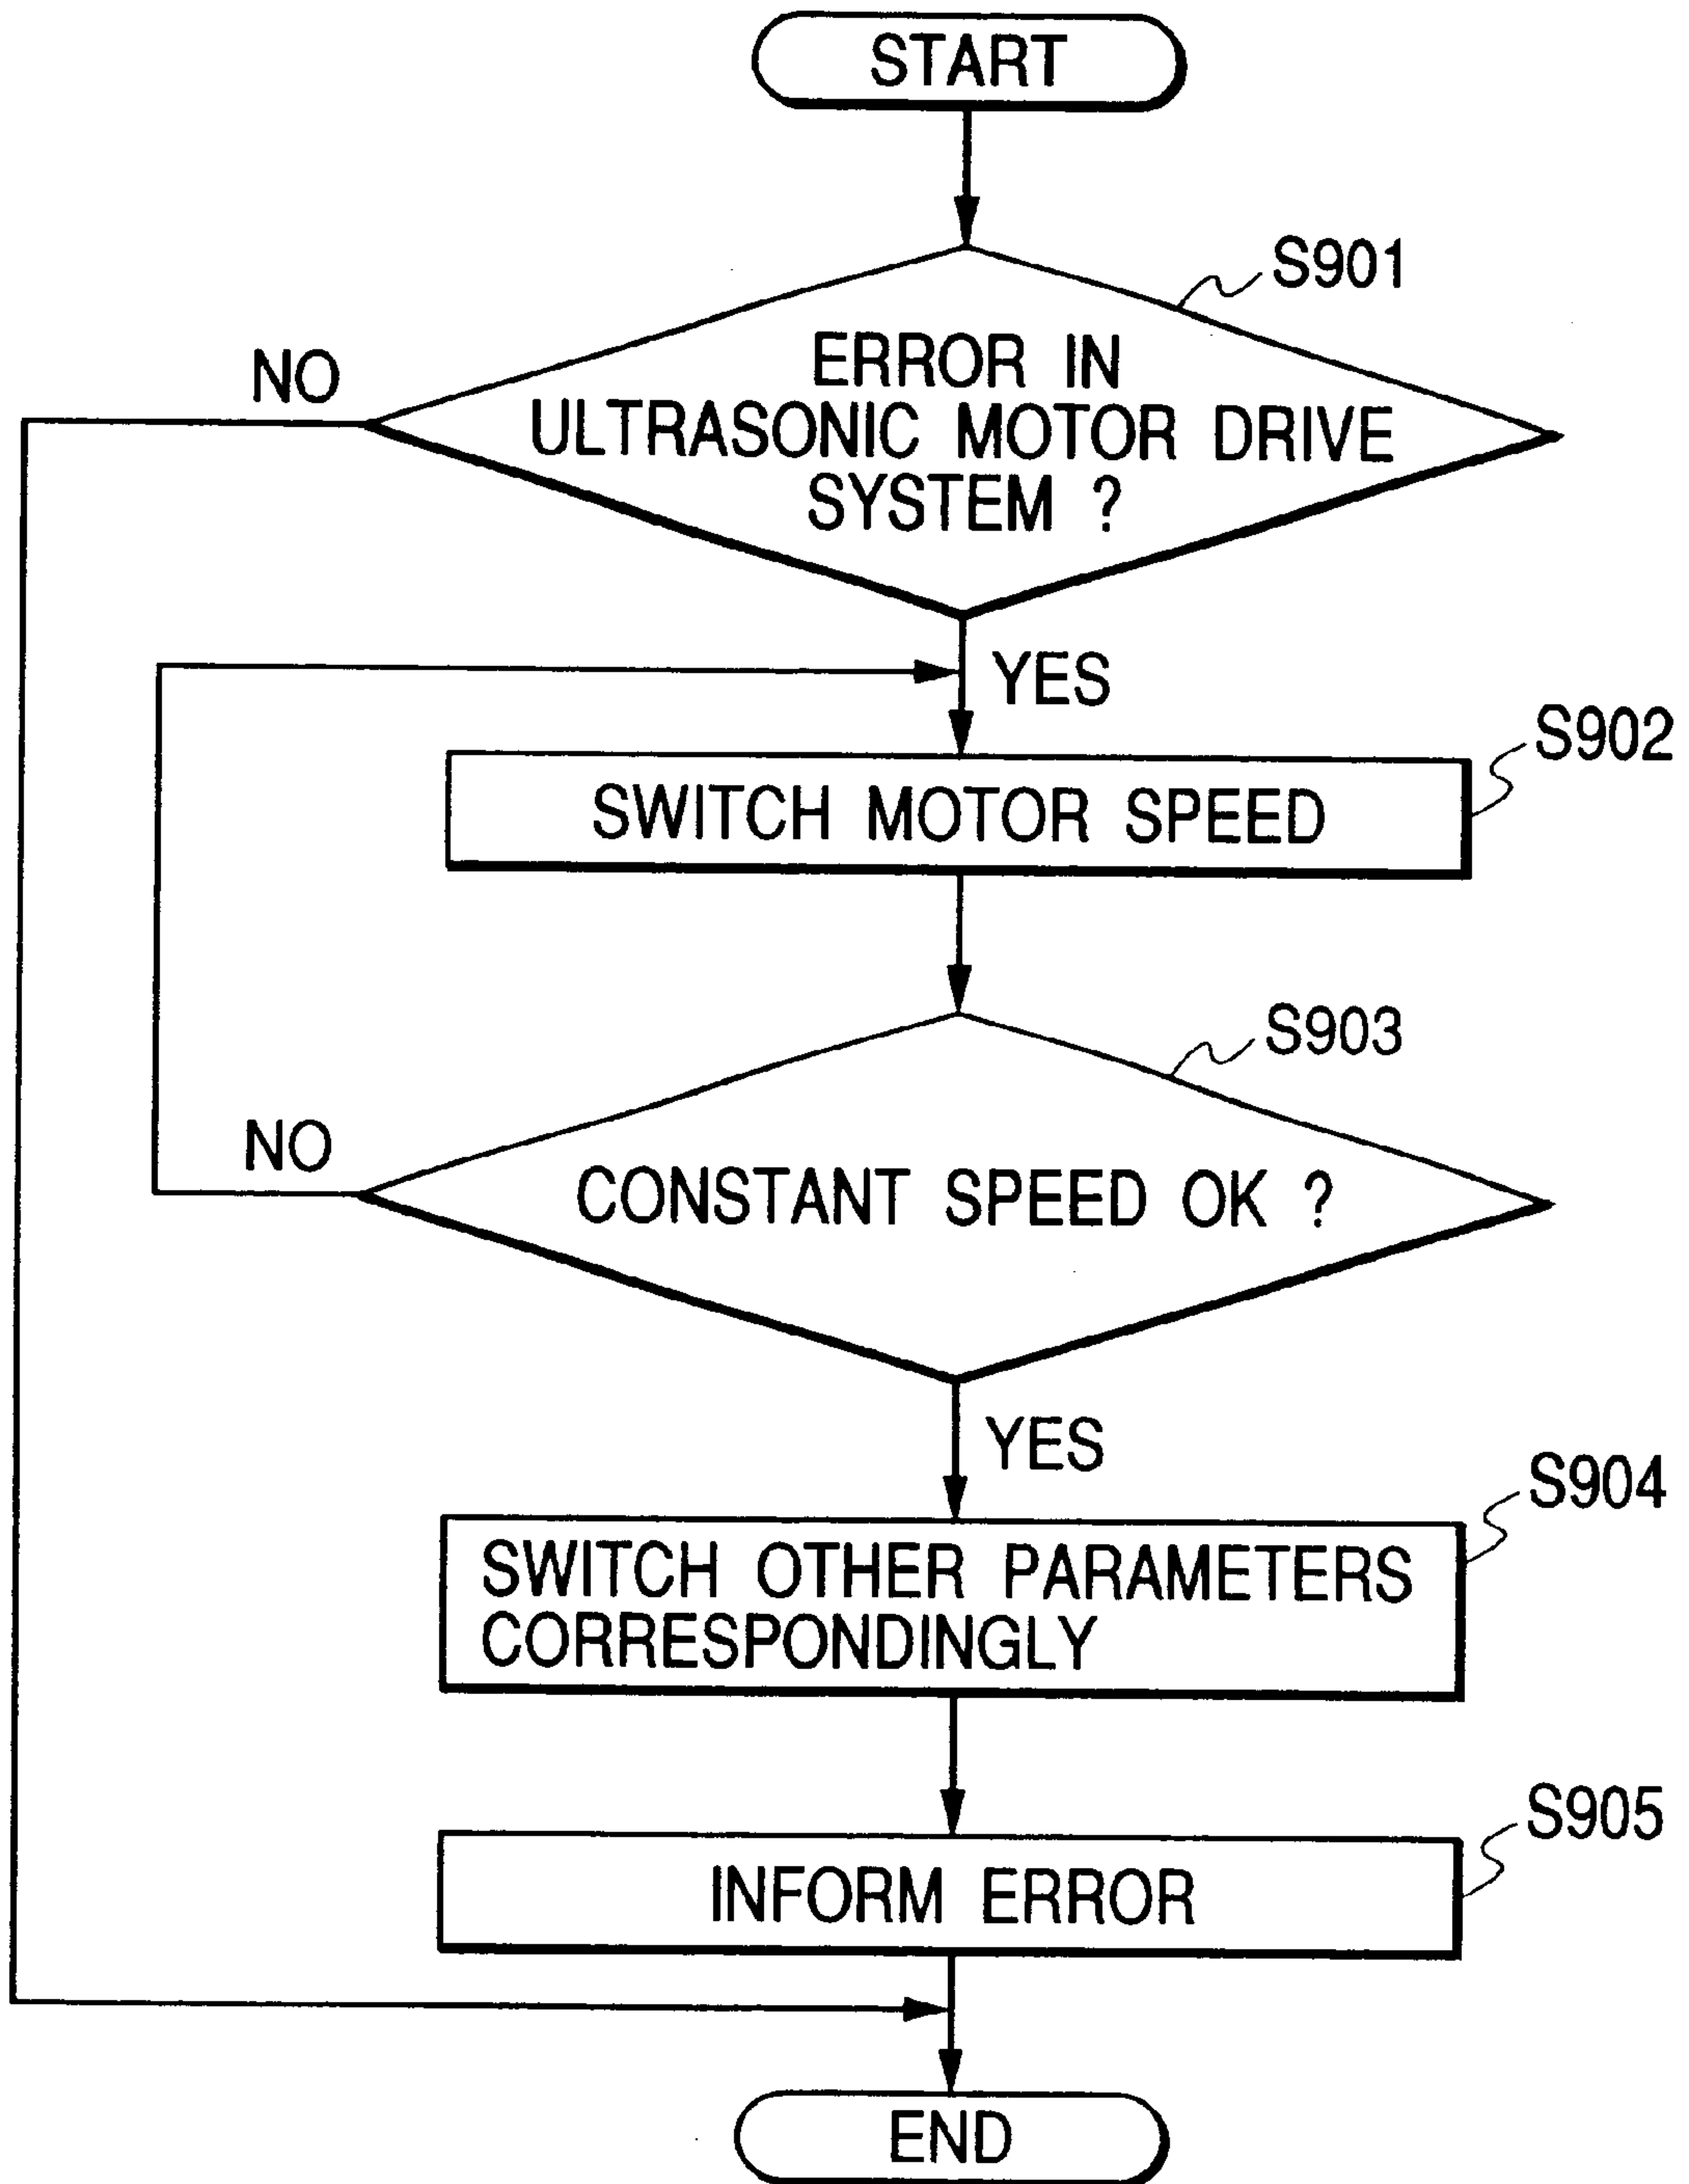 START
S901
ERROR IN
ULTRASONIC MOTOR DRIVE
SYSTEM ?
NO
YES
S902
SWITCH MOTOR SPEED
S903
CONSTANT SPEED OK ?
NO
YES
S904
SWITCH OTHER PARAMETERS
CORRESPONDINGLY
S905
INFORM ERROR
END